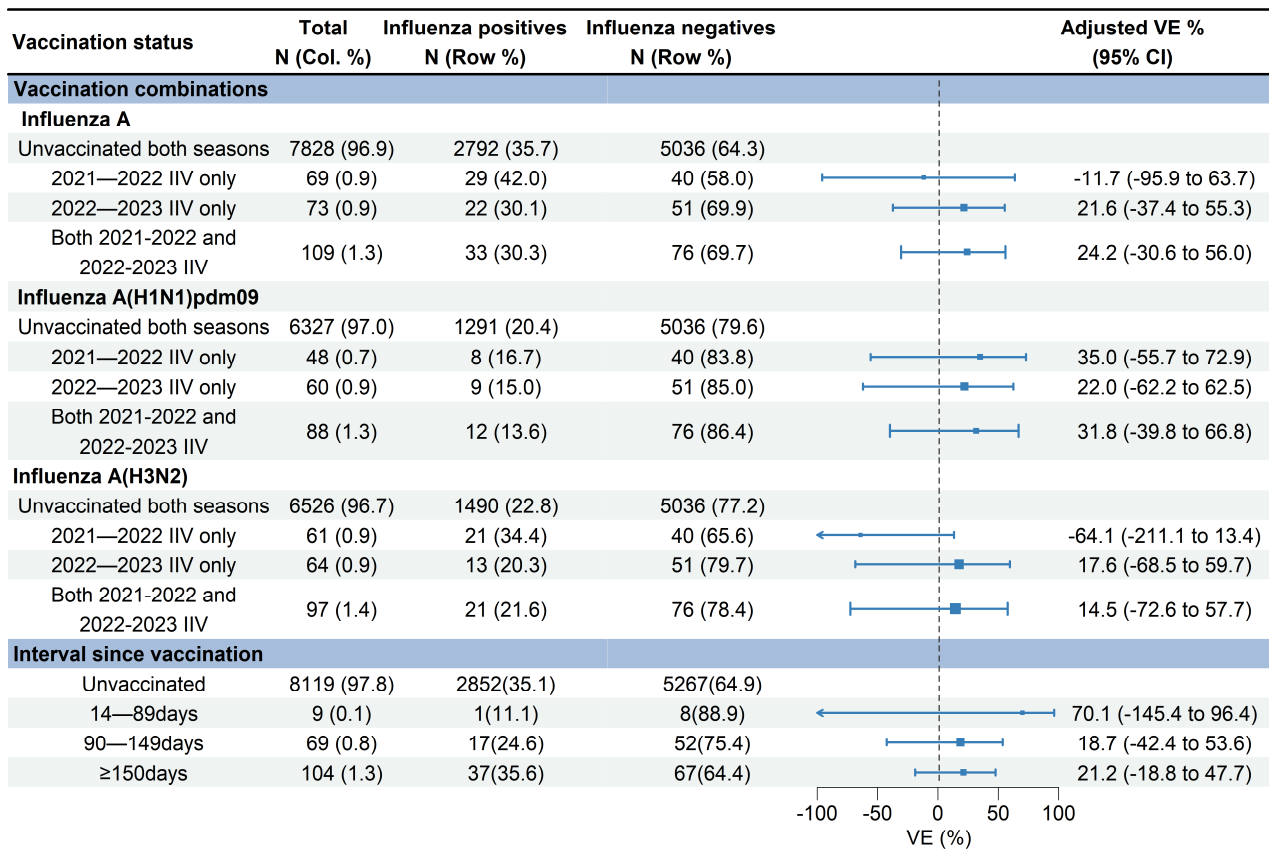 Vaccination status Total Influenza positives Influenza negatives Adjusted VE %
N (Col. %) N (Row %) N (Row %) (95% CI)
Vaccination combinations
Influenza A
Unvaccinated both seasons 7828 (96.9) 2792 (35.7) 5036 (64.3)
2021—2022 IIV only 69 (0.9) 29 (42.0) 40 (58.0) -11.7 (-95.9 to 63.7)
2022—2023 IIV only 73 (0.9) 22 (30.1) 51 (69.9) 21.6 (-37.4 to 55.3)
Both 2021-2022 and
2022-2023 IIV 109 (1.3) 33 (30.3) 76 (69.7) 24.2 (-30.6 to 56.0)
Influenza A(H1N1)pdm09
Unvaccinated both seasons 6327 (97.0) 1291 (20.4) 5036 (79.6)
2021—2022 IIV only 48 (0.7) 8 (16.7) 40 (83.8) 35.0 (-55.7 to 72.9)
2022—2023 IIV only 60 (0.9) 9 (15.0) 51 (85.0) 22.0 (-62.2 to 62.5)
Both 2021-2022 and
2022-2023 IIV 88 (1.3) 12 (13.6) 76 (86.4) 31.8 (-39.8 to 66.8)
Influenza A(H3N2)
Unvaccinated both seasons 6526 (96.7) 1490 (22.8) 5036 (77.2)
2021—2022 IIV only 61 (0.9) 21 (34.4) 40 (65.6) -64.1 (-211.1 to 13.4)
2022—2023 IIV only 64 (0.9) 13 (20.3) 51 (79.7) 17.6 (-68.5 to 59.7)
Both 2021-2022 and
2022-2023 IIV 97 (1.4) 21 (21.6) 76 (78.4) 14.5 (-72.6 to 57.7)
Interval since vaccination
Unvaccinated 8119 (97.8) 2852(35.1) 5267(64.9)
14—89days 9 (0.1) 1(11.1) 8(88.9) 70.1 (-145.4 to 96.4)
90—149days 69 (0.8) 17(24.6) 52(75.4) 18.7 (-42.4 to 53.6)
≥150days 104 (1.3) 37(35.6) 67(64.4) 21.2 (-18.8 to 47.7)
-100 -50 0 50 100
VE (%)